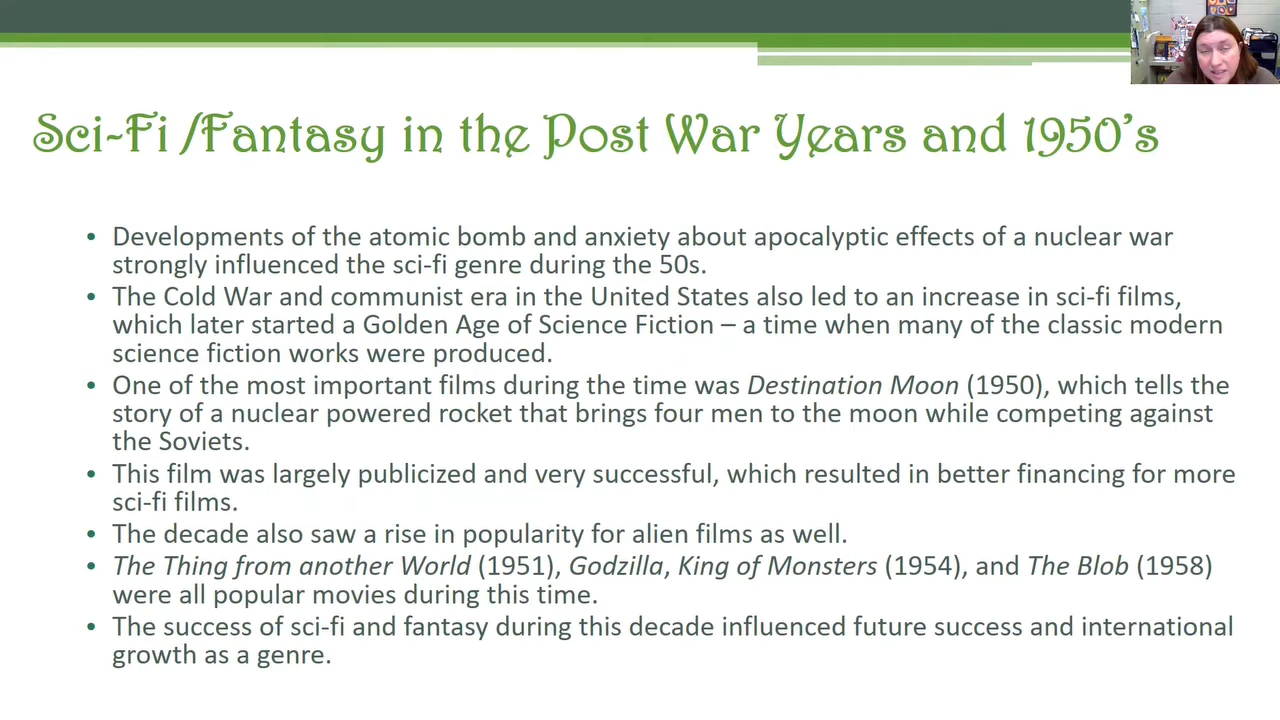 Sci-Fi /Fantasy in the Post War Years and 1950's
• Developments of the atomic bomb and anxiety about apocalyptic effects of a nuclear war
strongly influenced the sci-fi genre during the 50s.
• The Cold War and communist era in the United States also led to an increase in sci-fi films,
which later started a Golden Age of Science Fiction – a time when many of the classic modern
science fiction works were produced.
• One of the most important films during the time was Destination Moon (1950), which tells the
story of a nuclear powered rocket that brings four men to the moon while competing against
the Soviets.
• This film was largely publicized and very successful, which resulted in better financing for more
sci-fi films.
• The decade also saw a rise in popularity for alien films as well.
• The Thing from another World (1951), Godzilla, King of Monsters (1954), and The Blob (1958)
were all popular movies during this time.
• The success of sci-fi and fantasy during this decade influenced future success and international
growth as a genre.